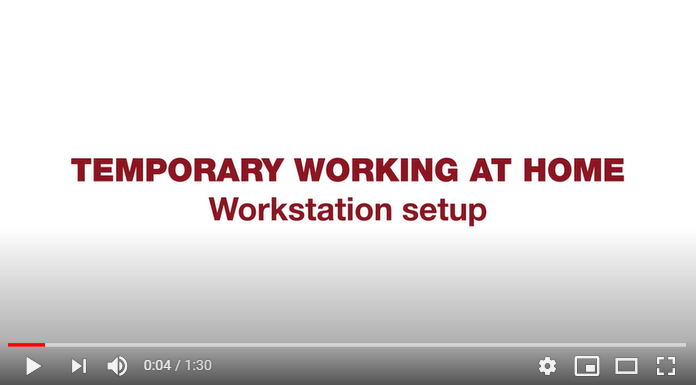 TEMPORARY WORKING AT HOME
Workstation setup
0:04 / 1:30